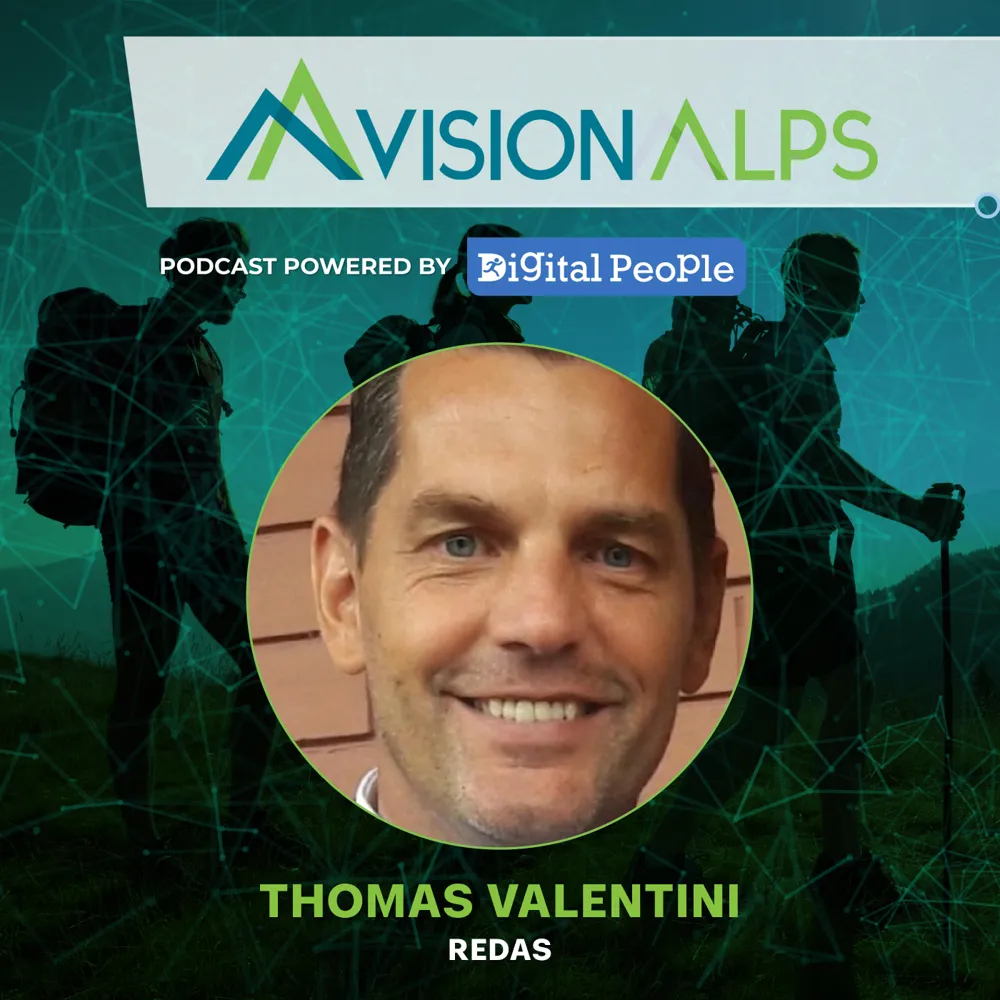 VISION ALPS
PODCAST POWERED BY Digital People
THOMAS VALENTINI
REDAS